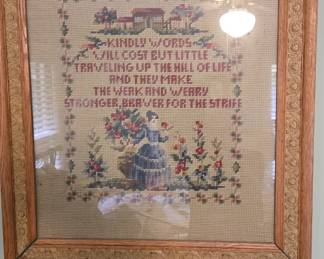 KINDLY WORDS
WILL COST BUT LITTLE
TRAVELING UP THE HILL OF LIFE
AND THEY MAKE
THE WEAK AND WEARY
STRONGER, BRAVER FOR THE STRIFE